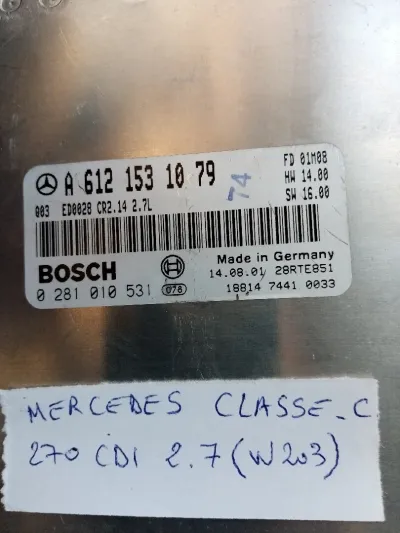 A 612 153 10 79
FD 01M08
HW 14.00
SW 16.00
Q03 ED0028 CR2.14 2.7L
74
BOSCH
Made in Germany
14.08.01 28RTE851
0 281 010 531 078
18814 7441 0033
MERCEDES CLASSE-C
270 CDI 2.7 (W203)